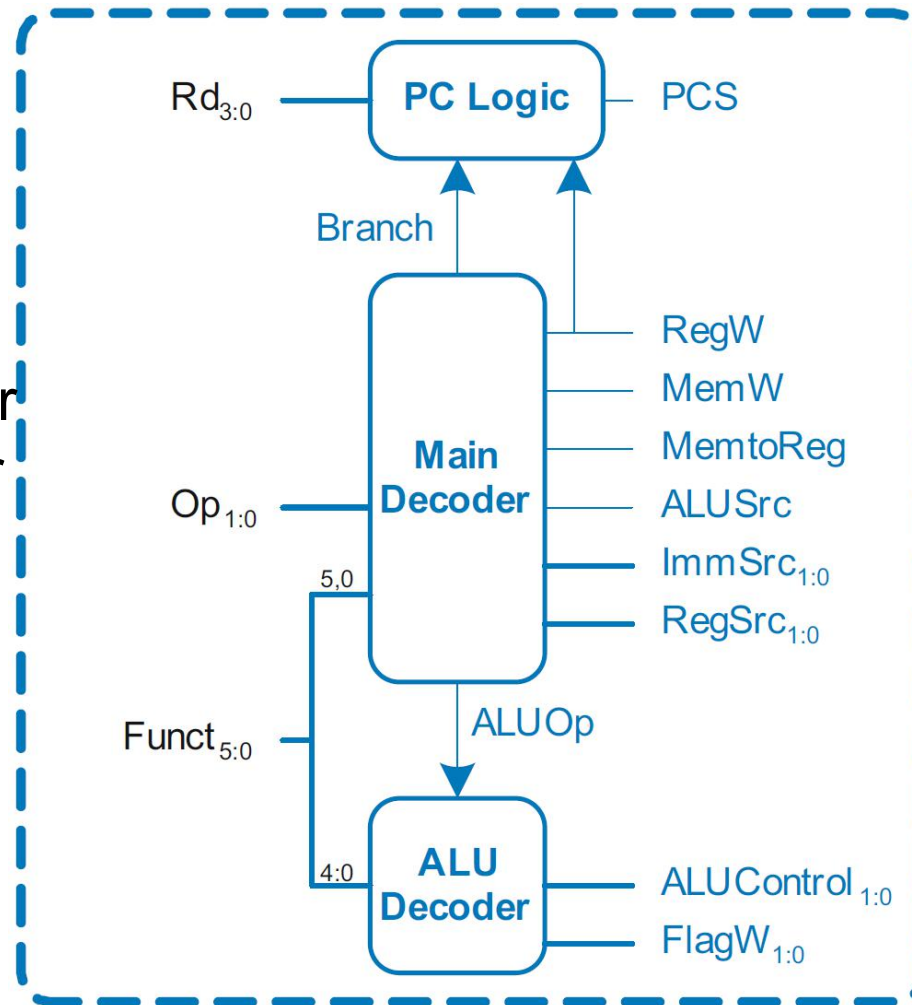 Rd3:0
PC Logic
PCS
Branch
RegW
MemW
MemtoReg
ALUSrc
ImmSrc1:0
RegSrc1:0
Main
Decoder
Op1:0
5,0
Funct5:0
ALUOp
4:0
ALU
Decoder
ALUControl1:0
FlagW1:0